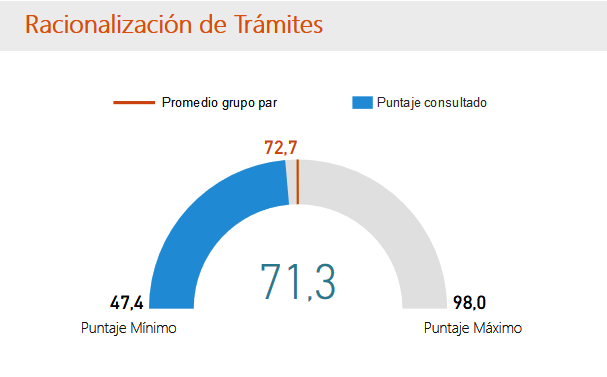 Racionalización de Trámites
Promedio grupo par
Puntaje consultado
72,7
71,3
47,4
98,0
Puntaje Mínimo
Puntaje Máximo